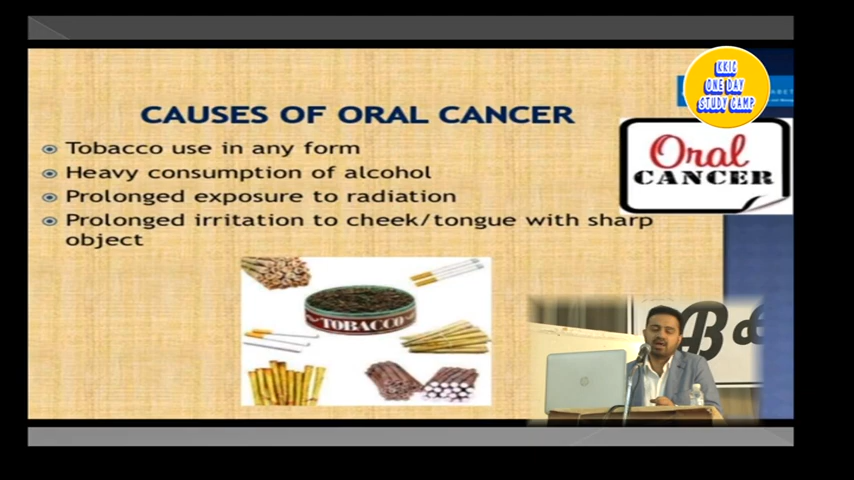 KKIG
ONE DAY
STUDY CAMP
CAUSES OF ORAL CANCER
Tobacco use in any form
Heavy consumption of alcohol
Prolonged exposure to radiation
Prolonged irritation to cheek/tongue with sharp
object
Oral
CANCER
TOBACCO